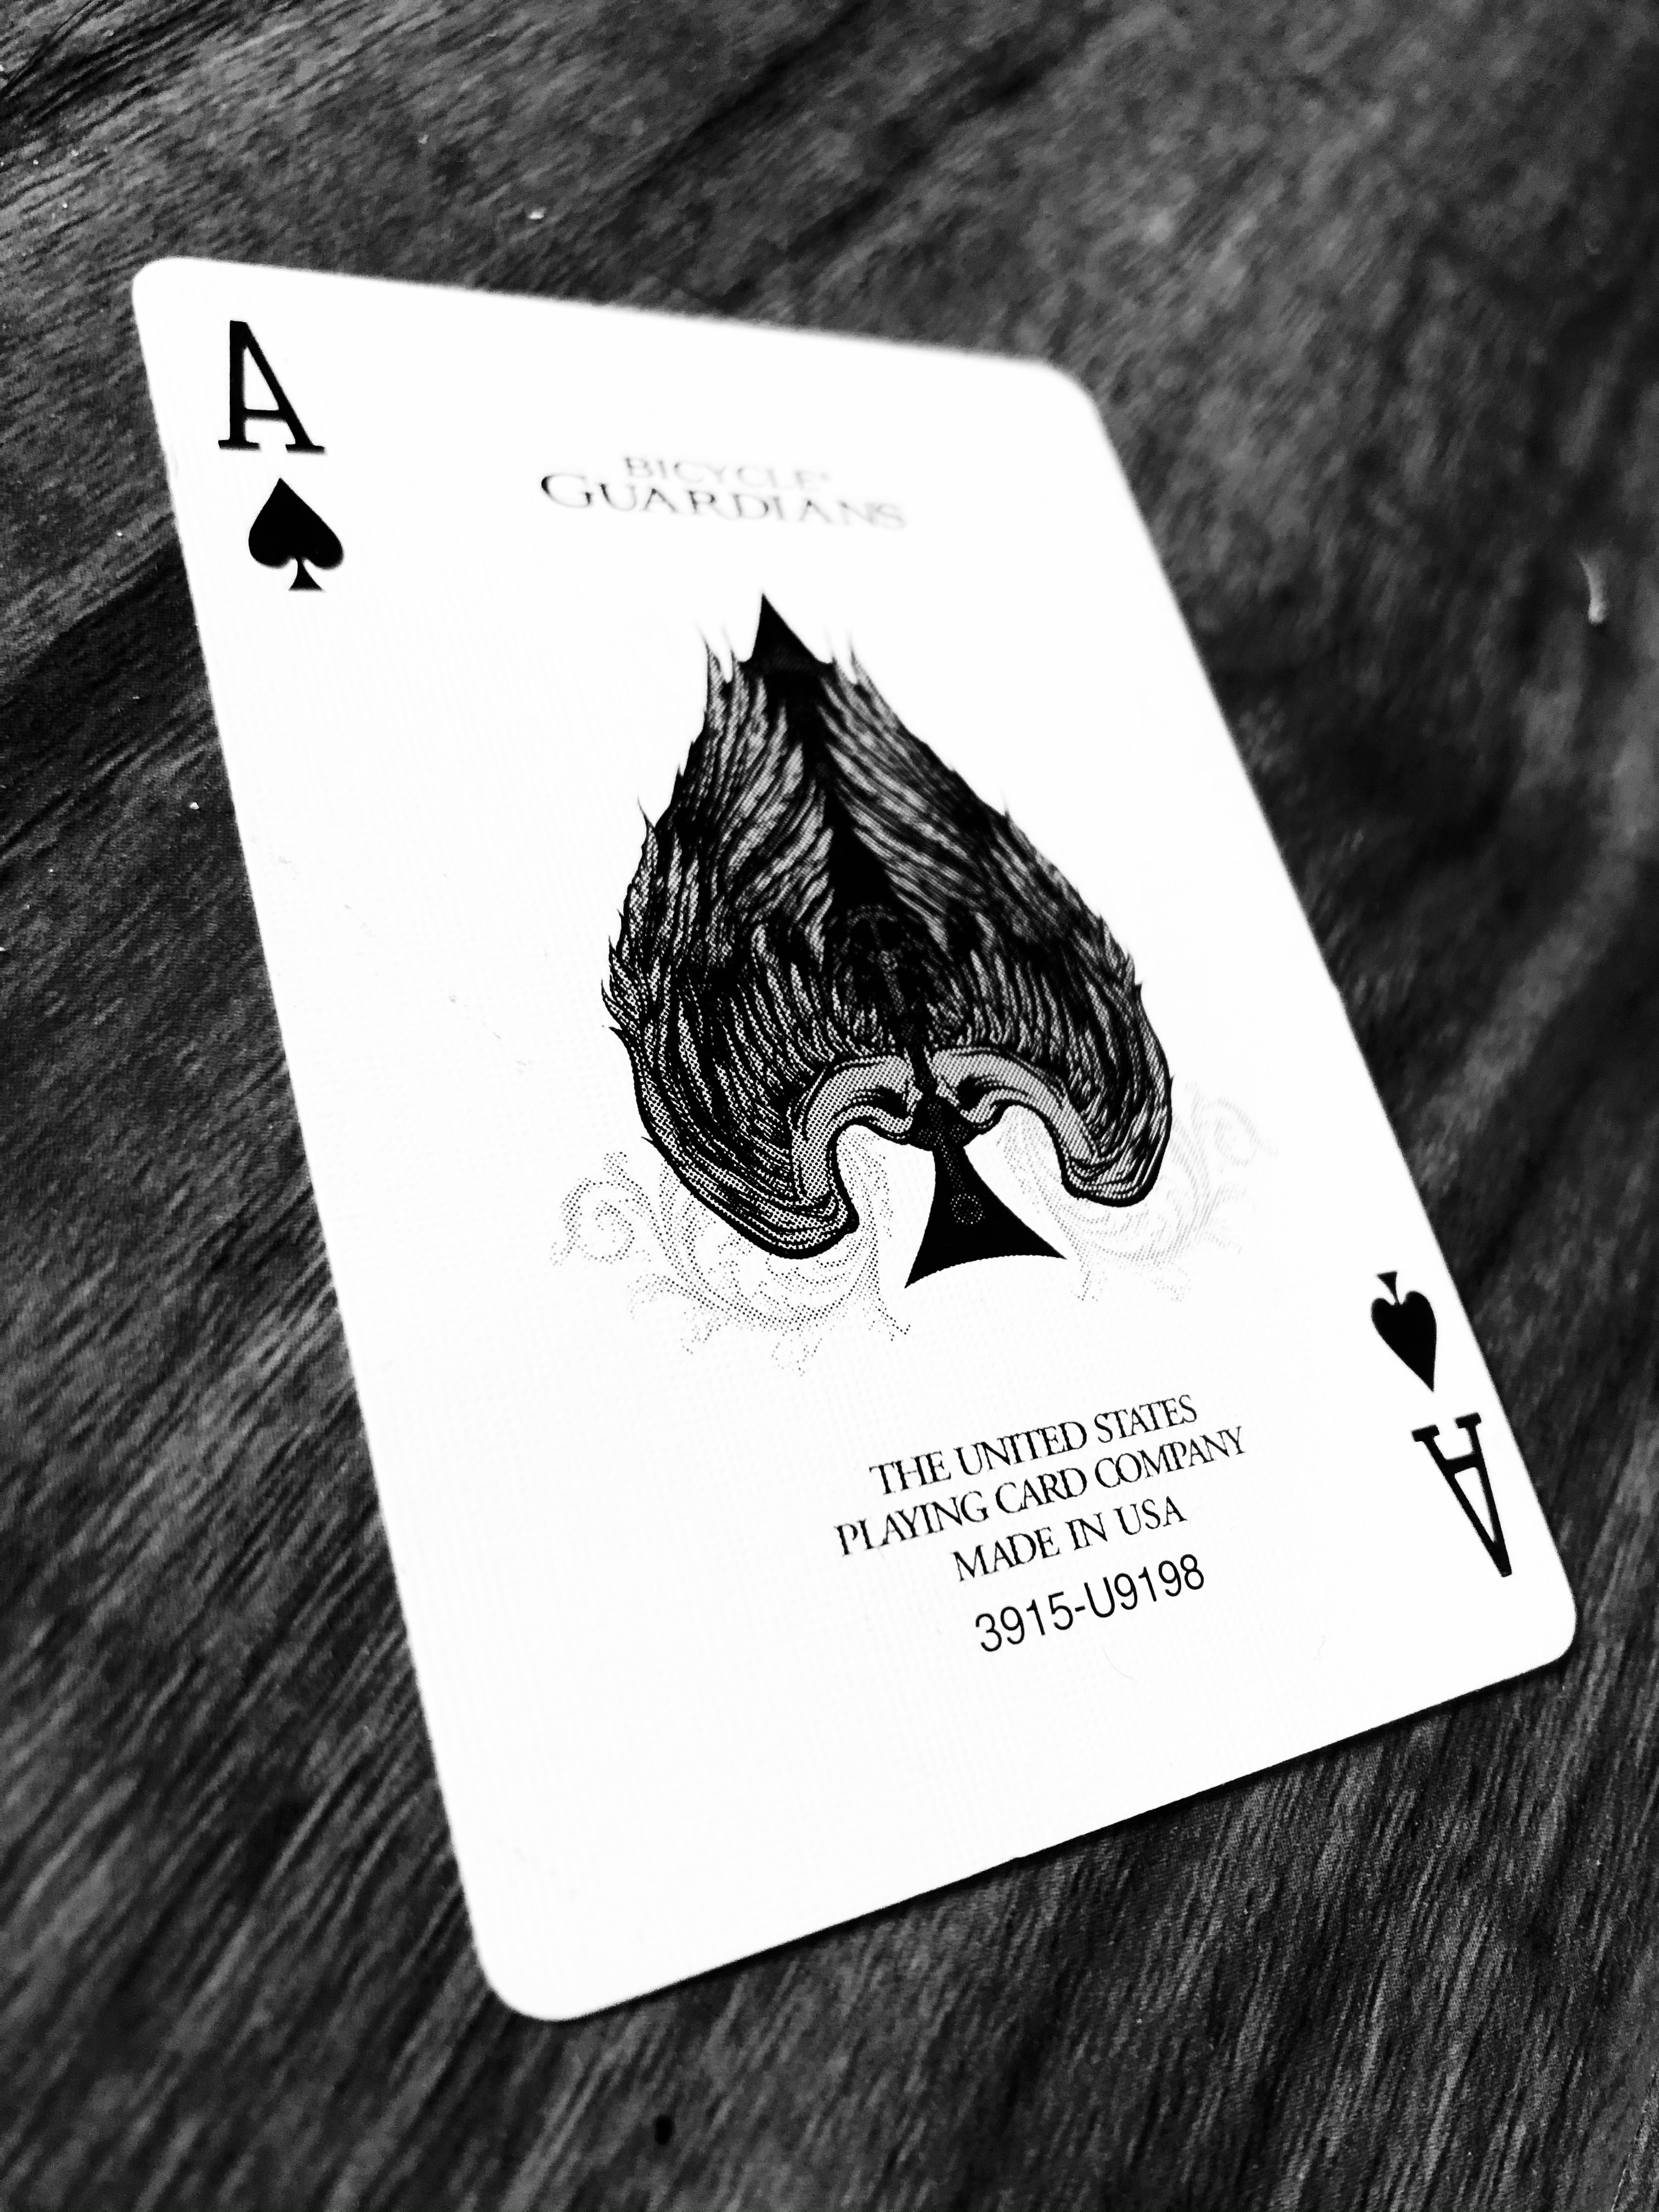 A
BICYCLE®
GUARDIANS
THE UNITED STATES
PLAYING CARD COMPANY
MADE IN USA
3915-U9198
A